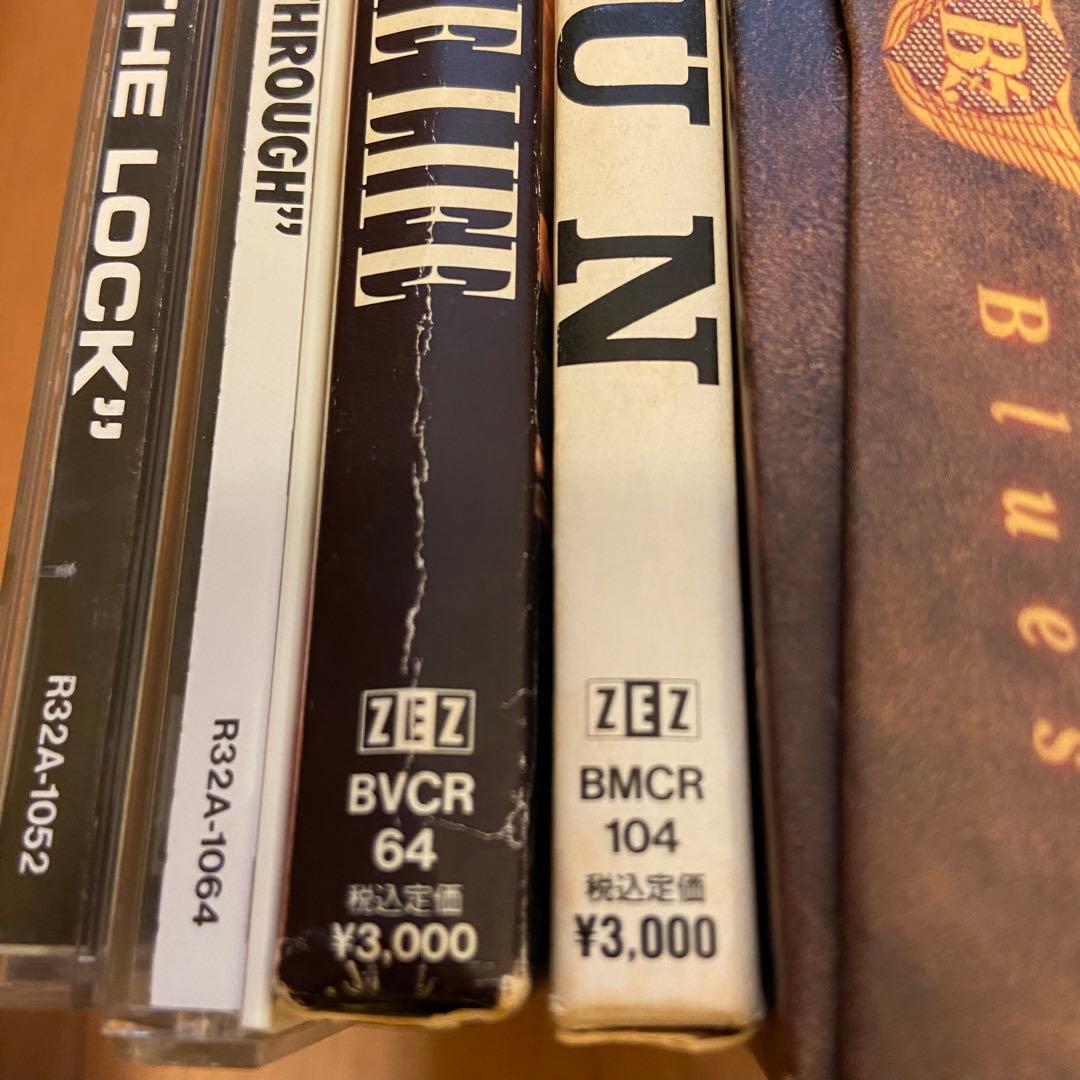 THE LOCK”
R32A-1052
THROUGH”
R32A-1064
ZEZ
BVCR
64
税込定価
¥3,000
UN
ZEZ
BMCR
104
税込定価
¥3,000
B'z
Blues